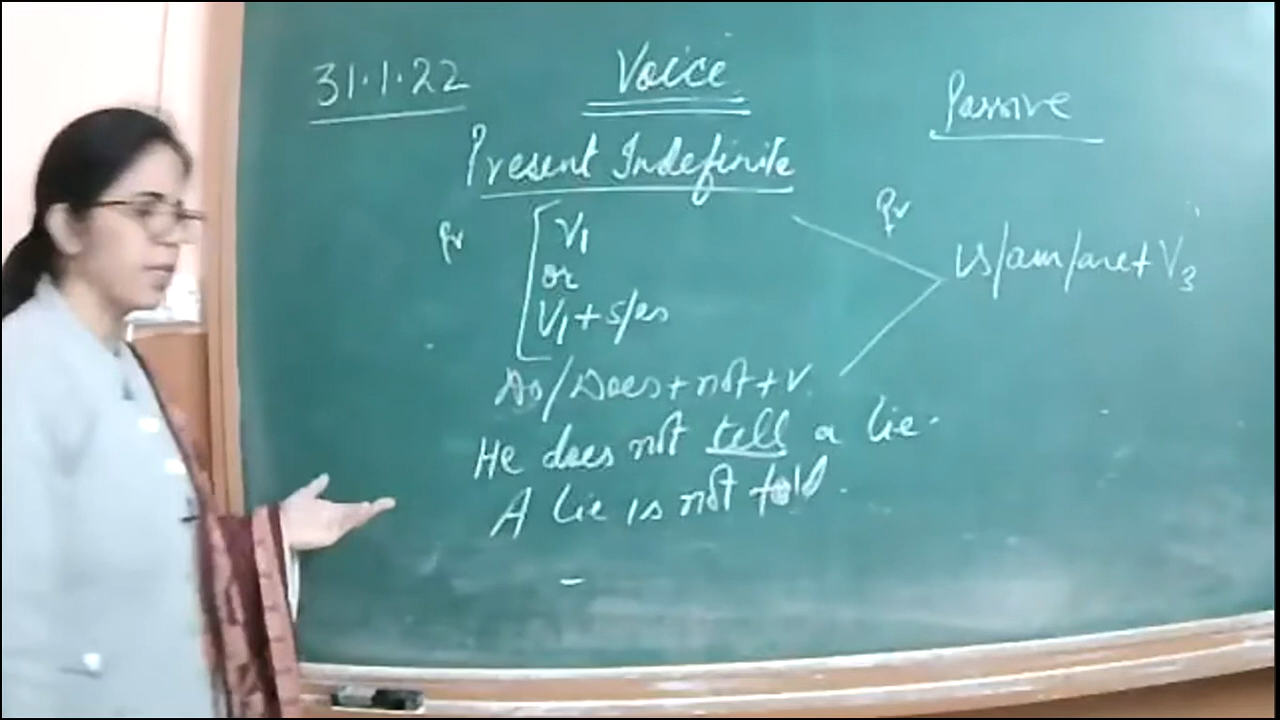 31.1.22
Voice
Passive
Present Indefinite
V1
or
V1 + s/es
is/am/are + V3
Do/Does + not + V.
He does not tell a lie.
A lie is not told.